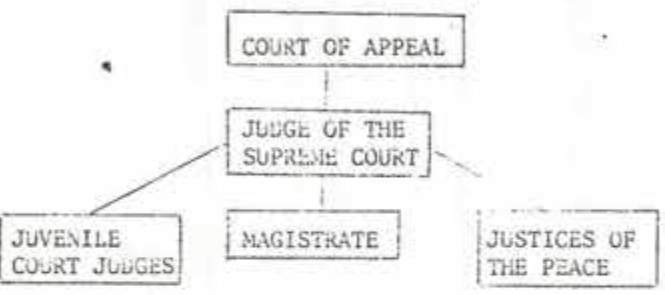 COURT OF APPEAL
JUDGE OF THE
SUPREME COURT
JUVENILE
COURT JUDGES
MAGISTRATE
JUSTICES OF
THE PEACE